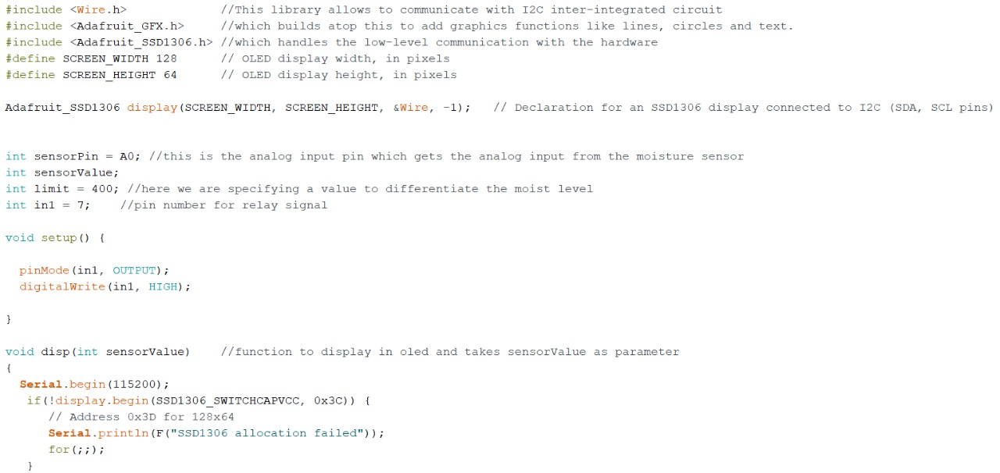 #include <Wire.h>             //This library allows to communicate with I2C inter-integrated circuit
#include <Adafruit_GFX.h>     //which builds atop this to add graphics functions like lines, circles and text.
#include <Adafruit_SSD1306.h> //which handles the low-level communication with the hardware
#define SCREEN_WIDTH 128      // OLED display width, in pixels
#define SCREEN_HEIGHT 64      // OLED display height, in pixels
Adafruit_SSD1306 display(SCREEN_WIDTH, SCREEN_HEIGHT, &Wire, -1);   // Declaration for an SSD1306 display connected to I2C (SDA, SCL pins)
int sensorPin = A0; //this is the analog input pin which gets the analog input from the moisture sensor
int sensorValue;
int limit = 400; //here we are specifying a value to differentiate the moist level
int in1 = 7;    //pin number for relay signal
void setup() {
  pinMode(in1, OUTPUT);
  digitalWrite(in1, HIGH);
}
void disp(int sensorValue)    //function to display in oled and takes sensorValue as parameter
{
  Serial.begin(115200);
   if(!display.begin(SSD1306_SWITCHCAPVCC, 0x3C)) {
      // Address 0x3D for 128x64
      Serial.println(F("SSD1306 allocation failed"));
      for(;;);
   }